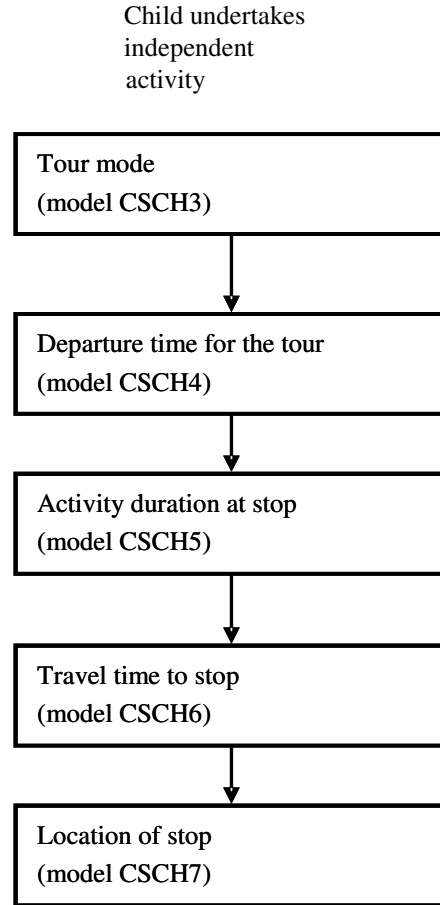 Child undertakes
independent
activity
Tour mode
(model CSCH3)
Departure time for the tour
(model CSCH4)
Activity duration at stop
(model CSCH5)
Travel time to stop
(model CSCH6)
Location of stop
(model CSCH7)